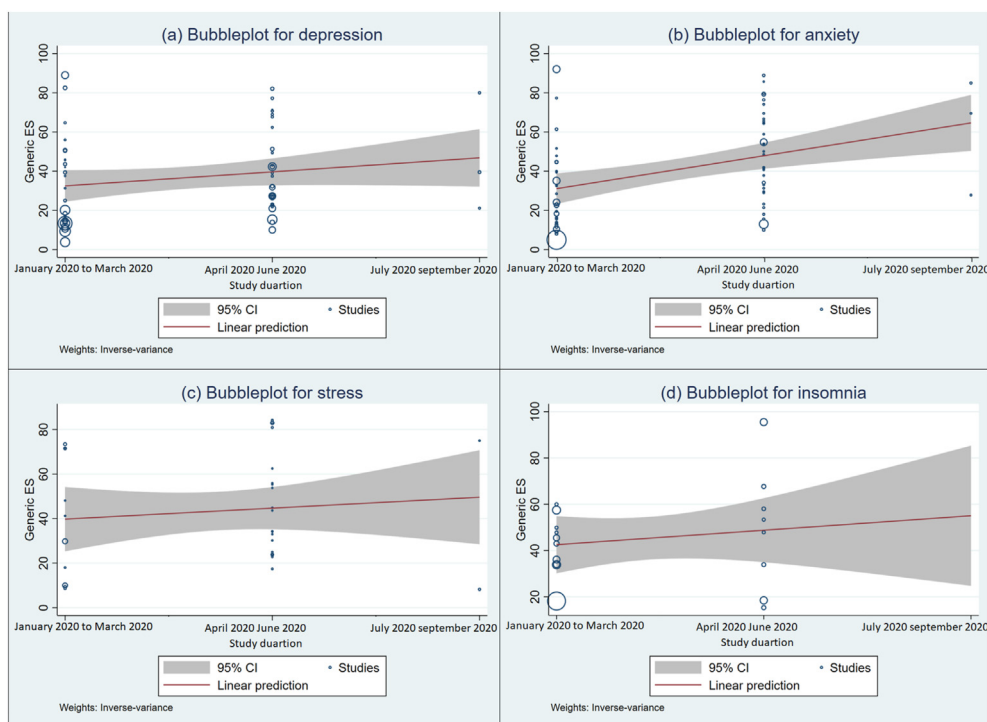 (a) Bubbleplot for depression
Generic ES
100
80
60
40
20
0
January 2020 to March 2020
April 2020 June 2020
July 2020 september 2020
Study duartion
95% CI
Studies
Linear prediction
Weights: Inverse-variance
(b) Bubbleplot for anxiety
Generic ES
100
80
60
40
20
0
January 2020 to March 2020
April 2020 June 2020
July 2020 september 2020
Study duartion
95% CI
Studies
Linear prediction
Weights: Inverse-variance
(c) Bubbleplot for stress
Generic ES
80
60
40
20
0
January 2020 to March 2020
April 2020 June 2020
July 2020 september 2020
Study duartion
95% CI
Studies
Linear prediction
Weights: Inverse-variance
(d) Bubbleplot for insomnia
Generic ES
100
80
60
40
20
January 2020 to March 2020
April 2020 June 2020
July 2020 september 2020
Study duartion
95% CI
Studies
Linear prediction
Weights: Inverse-variance